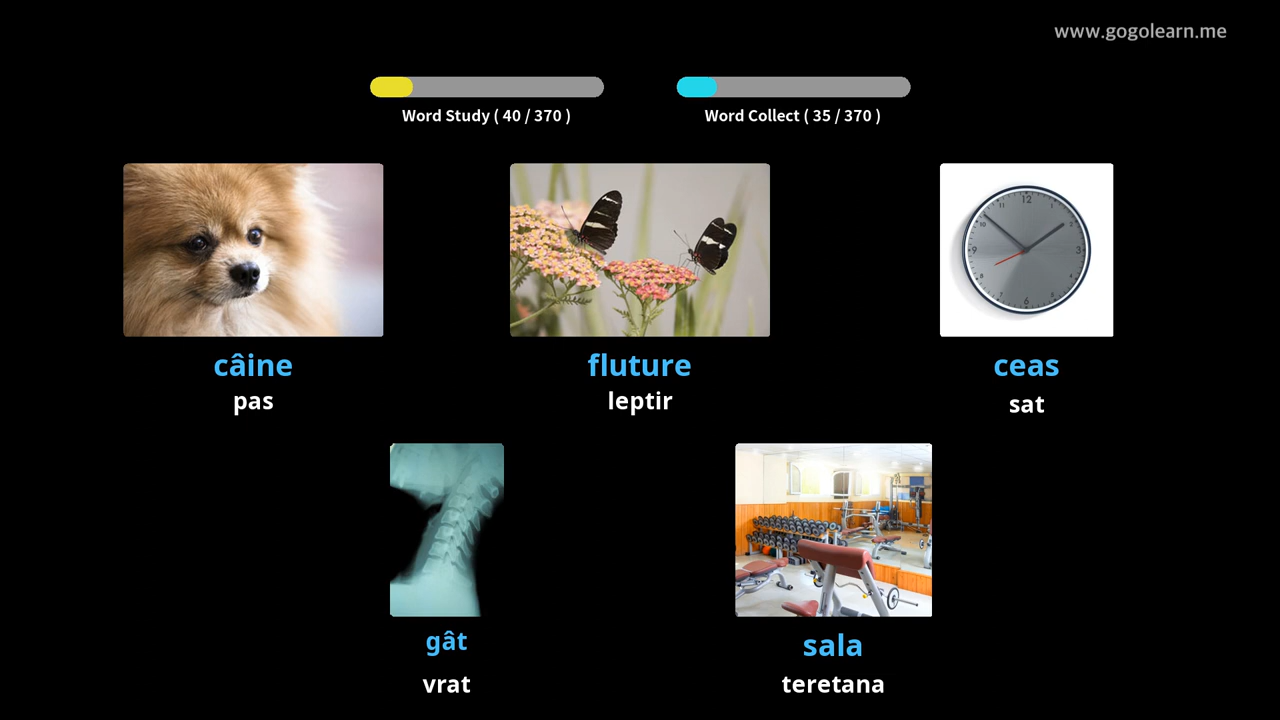 www.gogolearn.me
Word Study ( 40 / 370 )
Word Collect ( 35 / 370 )
câine
pas
fluture
leptir
ceas
sat
gât
vrat
sala
teretana